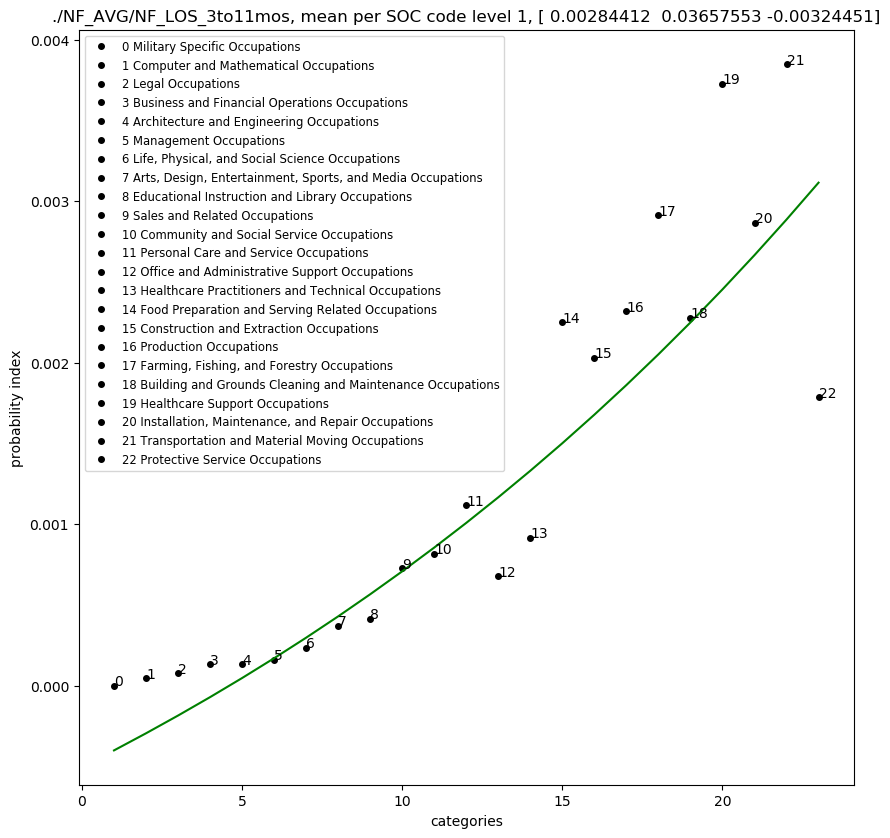 ./NF_AVG/NF_LOS_3to11mos, mean per SOC code level 1, [ 0.00284412  0.03657553 -0.00324451]
0 Military Specific Occupations
1 Computer and Mathematical Occupations
2 Legal Occupations
3 Business and Financial Operations Occupations
4 Architecture and Engineering Occupations
5 Management Occupations
6 Life, Physical, and Social Science Occupations
7 Arts, Design, Entertainment, Sports, and Media Occupations
8 Educational Instruction and Library Occupations
9 Sales and Related Occupations
10 Community and Social Service Occupations
11 Personal Care and Service Occupations
12 Office and Administrative Support Occupations
13 Healthcare Practitioners and Technical Occupations
14 Food Preparation and Serving Related Occupations
15 Construction and Extraction Occupations
16 Production Occupations
17 Farming, Fishing, and Forestry Occupations
18 Building and Grounds Cleaning and Maintenance Occupations
19 Healthcare Support Occupations
20 Installation, Maintenance, and Repair Occupations
21 Transportation and Material Moving Occupations
22 Protective Service Occupations
probability index
0.004
0.003
0.002
0.001
0.000
0
1
2
3
4
5
6
7
8
9
10
11
12
13
14
15
16
17
18
19
20
21
22
0
5
10
15
20
categories